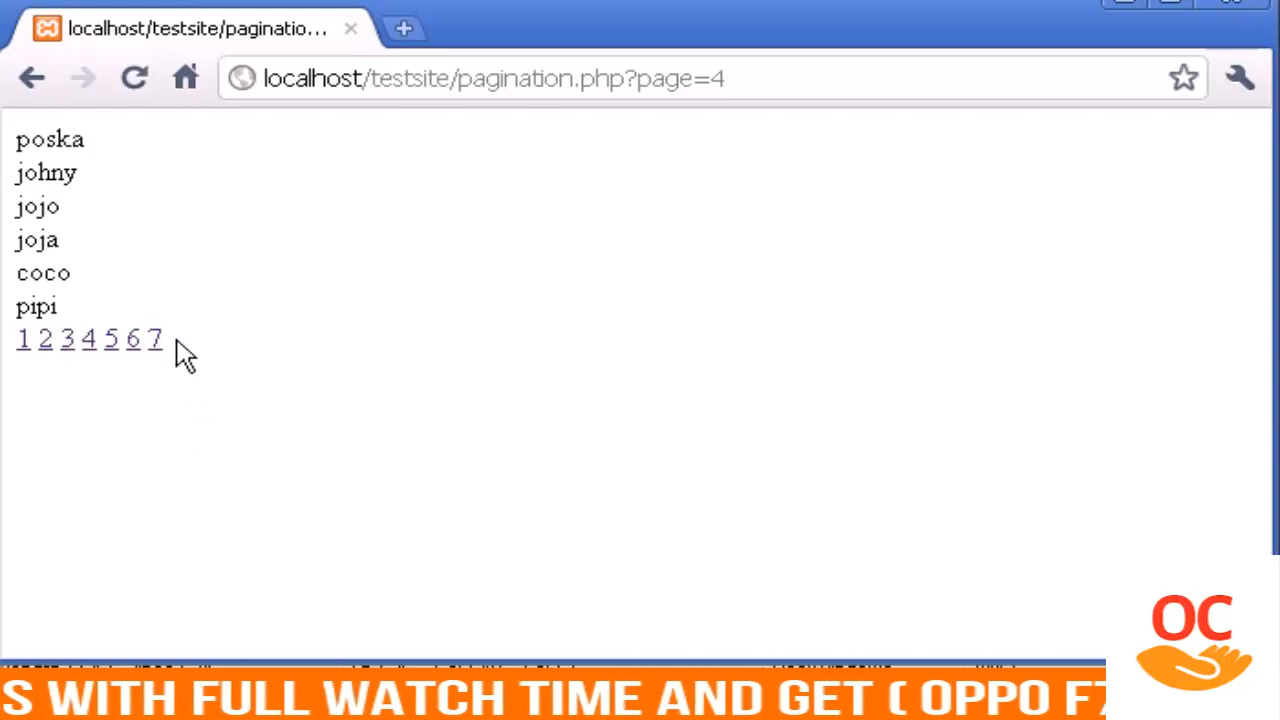 localhost/testsite/paginatio...
localhost/testsite/pagination.php?page=4
poska
johny
jojo
joja
coco
pipi
1 2 3 4 5 6 7
OC
S WITH FULL WATCH TIME AND GET ( OPPO F7